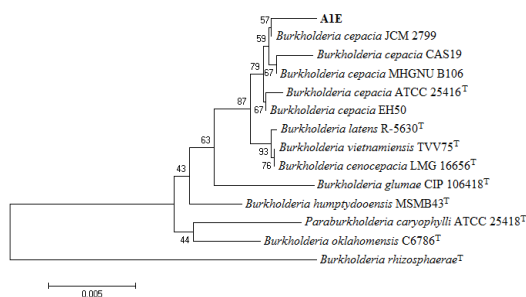 57 A1E
59 Burkholderia cepacia JCM 2799
Burkholderia cepacia CAS19
79 67 Burkholderia cepacia MHGNU B106
Burkholderia cepacia ATCC 25416ᵀ
87 67 Burkholderia cepacia EH50
Burkholderia latens R-5630ᵀ
63 93 Burkholderia vietnamiensis TVV75ᵀ
76 Burkholderia cenocepacia LMG 16656ᵀ
43 Burkholderia glumae CIP 106418ᵀ
Burkholderia humptydooensis MSMB43ᵀ
Paraburkholderia caryophylli ATCC 25418ᵀ
44 Burkholderia oklahomensis C6786ᵀ
Burkholderia rhizosphaeraeᵀ
0.005